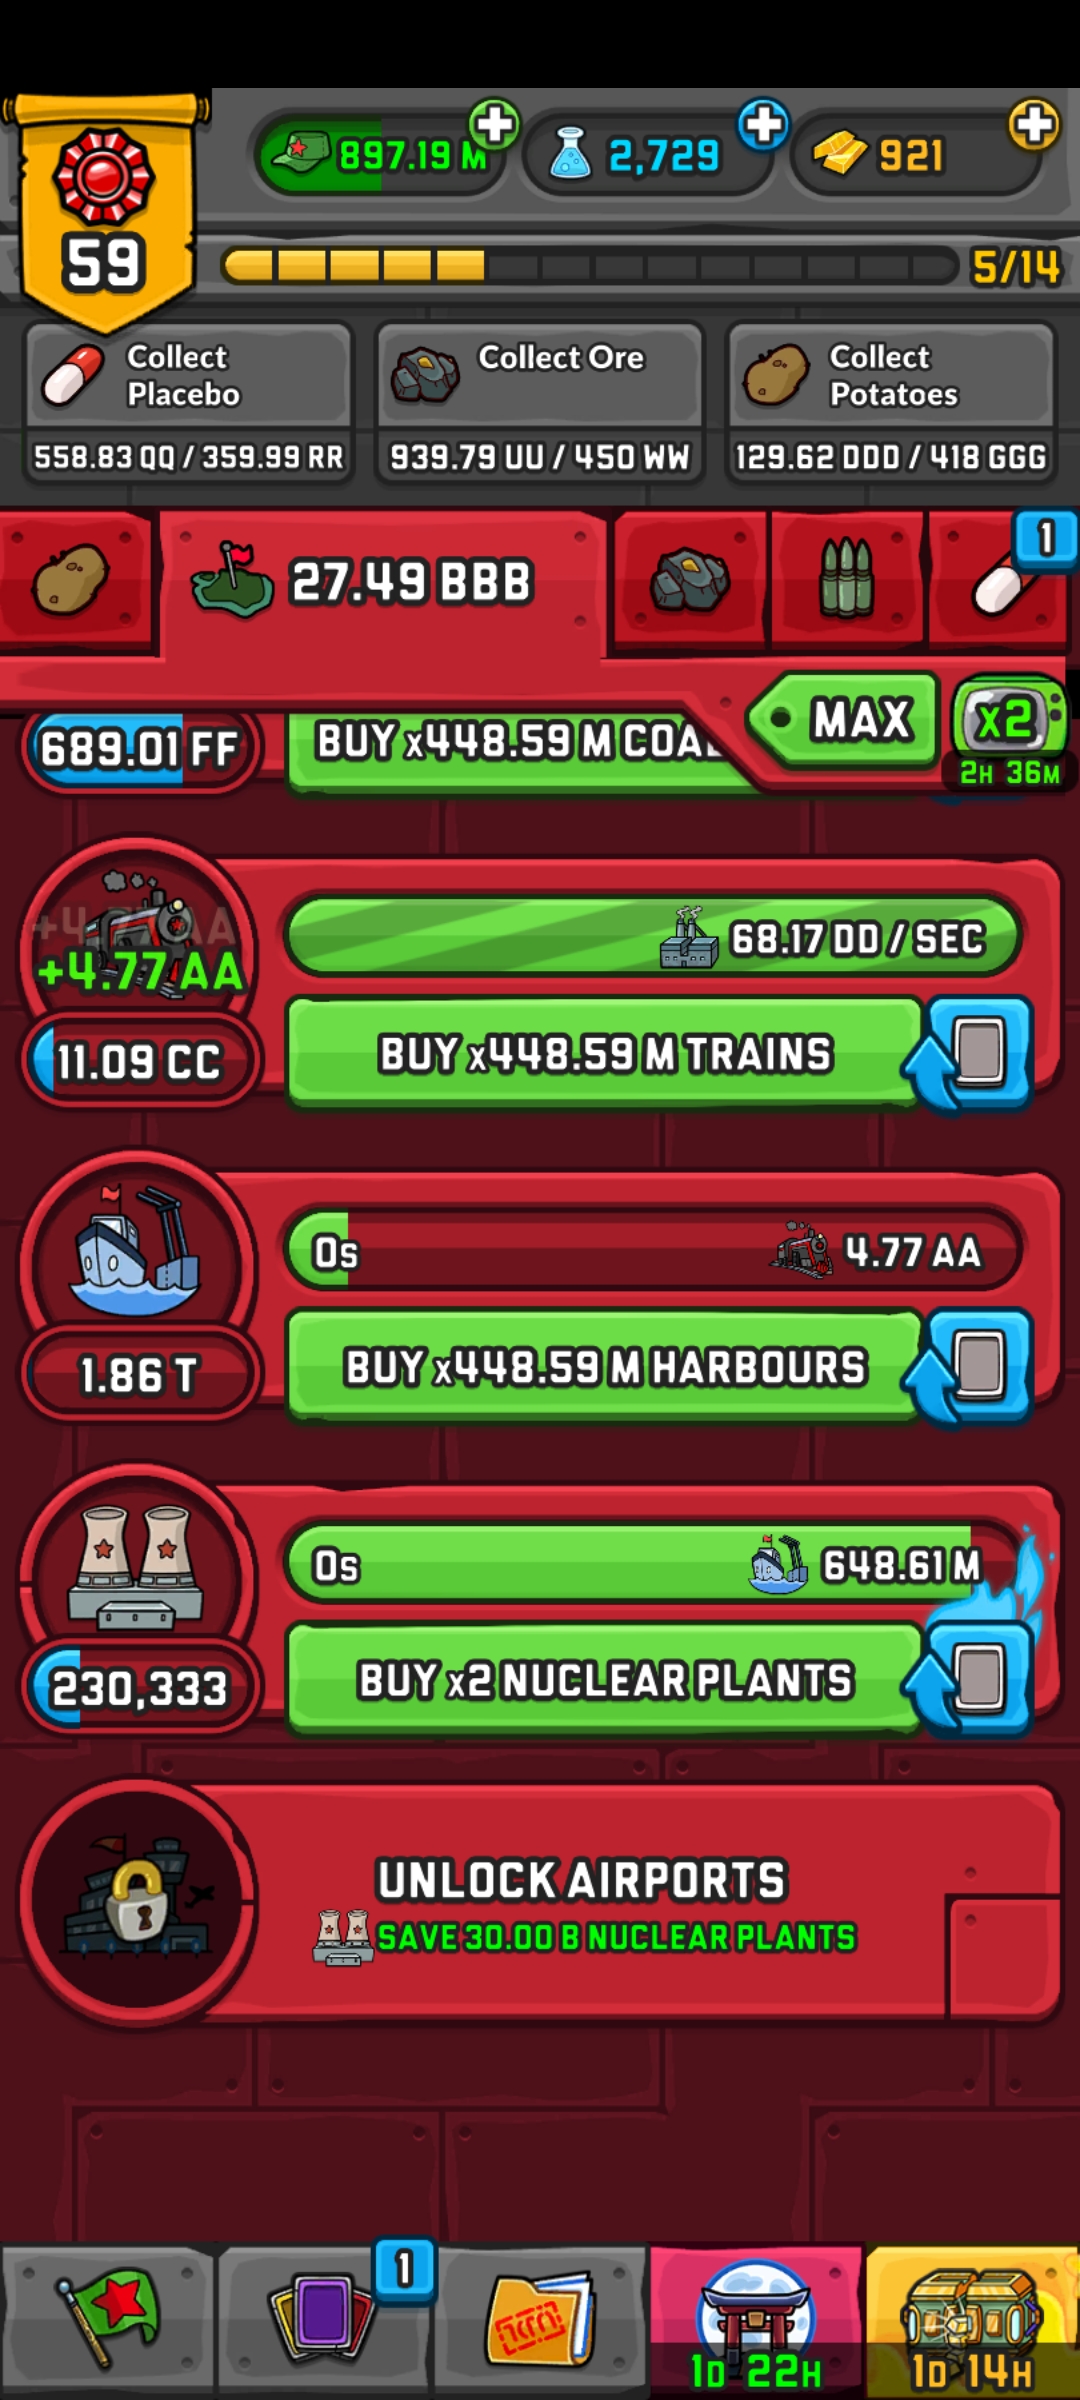 897.19 M
2,729
921
59
5/14
Collect
Placebo
558.83 QQ / 359.99 RR
Collect Ore
939.79 UU / 450 WW
Collect
Potatoes
129.62 DDD / 418 GGG
27.49 BBB
1
MAX
x2
2H 36M
689.01 FF
BUY x448.59 M COAL
+4.77 AA
+4.77 AA
68.17 DD / SEC
11.09 CC
BUY x448.59 M TRAINS
0s
4.77 AA
1.86 T
BUY x448.59 M HARBOURS
0s
648.61 M
230,333
BUY x2 NUCLEAR PLANTS
UNLOCK AIRPORTS
SAVE 30.00 B NUCLEAR PLANTS
1
1D 22H
1D 14H